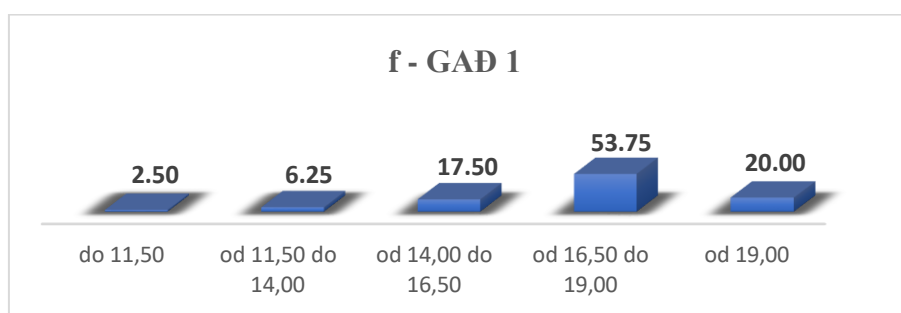 f - GAĐ 1
2.50
6.25
17.50
53.75
20.00
do 11,50
od 11,50 do
14,00
od 14,00 do
16,50
od 16,50 do
19,00
od 19,00